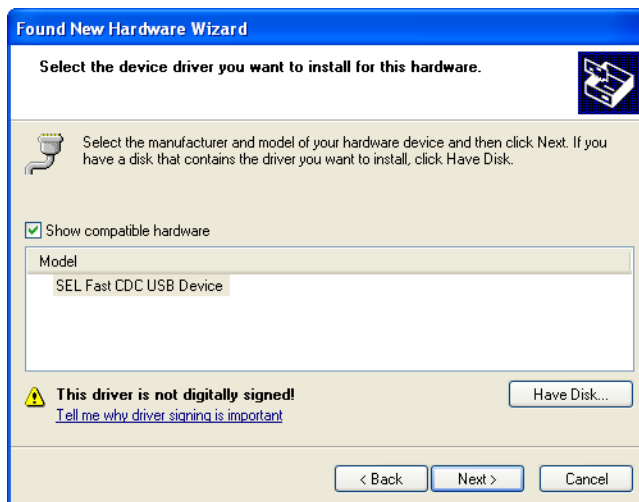 Found New Hardware Wizard
Select the device driver you want to install for this hardware.
Select the manufacturer and model of your hardware device and then click Next. If you
have a disk that contains the driver you want to install, click Have Disk.
Show compatible hardware
Model
SEL Fast CDC USB Device
This driver is not digitally signed!
Have Disk...
Tell me why driver signing is important
< Back
Next >
Cancel